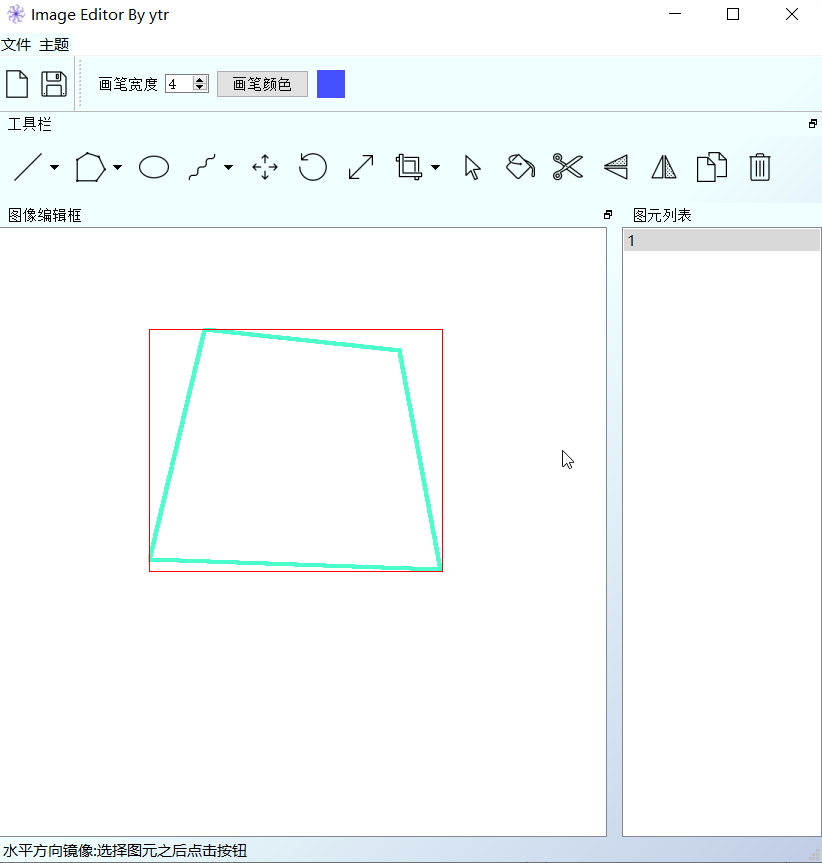 Image Editor By ytr
文件 主题
画笔宽度 4 画笔颜色
工具栏
图像编辑框 图元列表
1
水平方向镜像:选择图元之后点击按钮